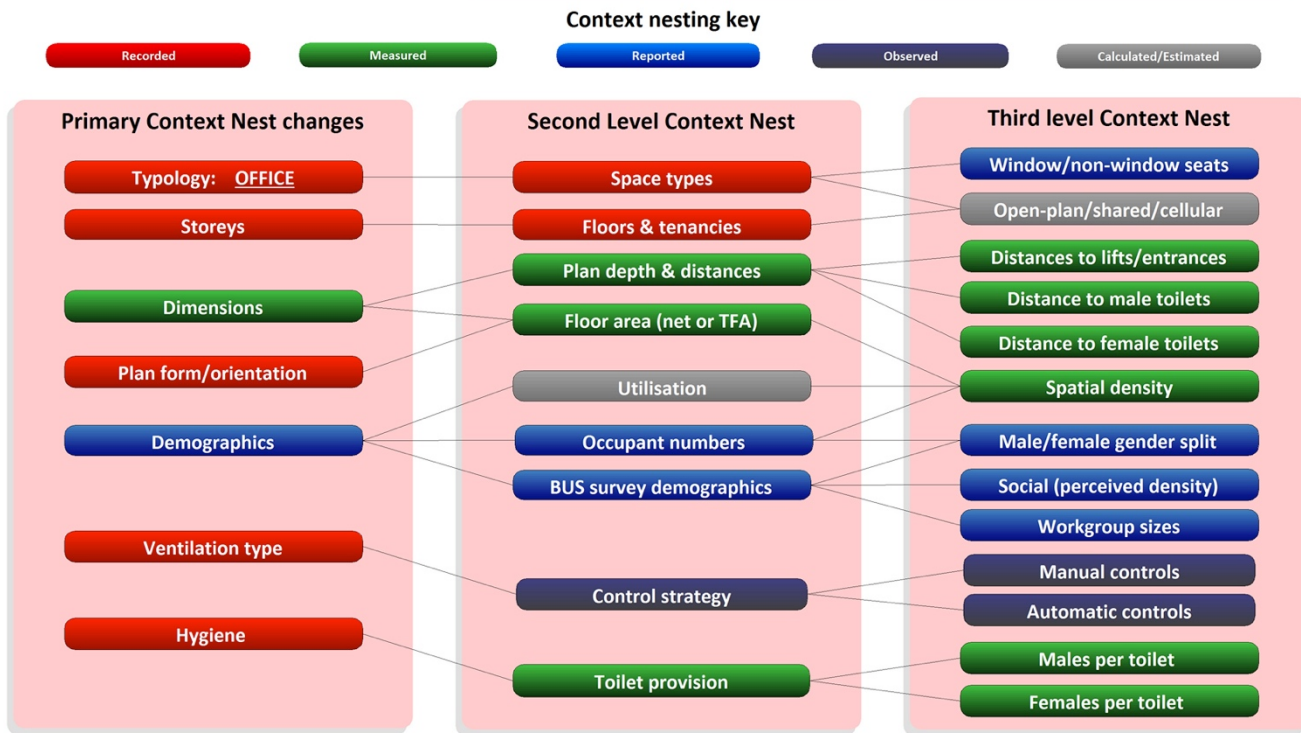 Context nesting key
Recorded
Measured
Reported
Observed
Calculated/Estimated
Primary Context Nest changes
Typology: OFFICE
Storeys
Dimensions
Plan form/orientation
Demographics
Ventilation type
Hygiene
Second Level Context Nest
Space types
Floors & tenancies
Plan depth & distances
Floor area (net or TFA)
Utilisation
Occupant numbers
BUS survey demographics
Control strategy
Toilet provision
Third level Context Nest
Window/non-window seats
Open-plan/shared/cellular
Distances to lifts/entrances
Distance to male toilets
Distance to female toilets
Spatial density
Male/female gender split
Social (perceived density)
Workgroup sizes
Manual controls
Automatic controls
Males per toilet
Females per toilet